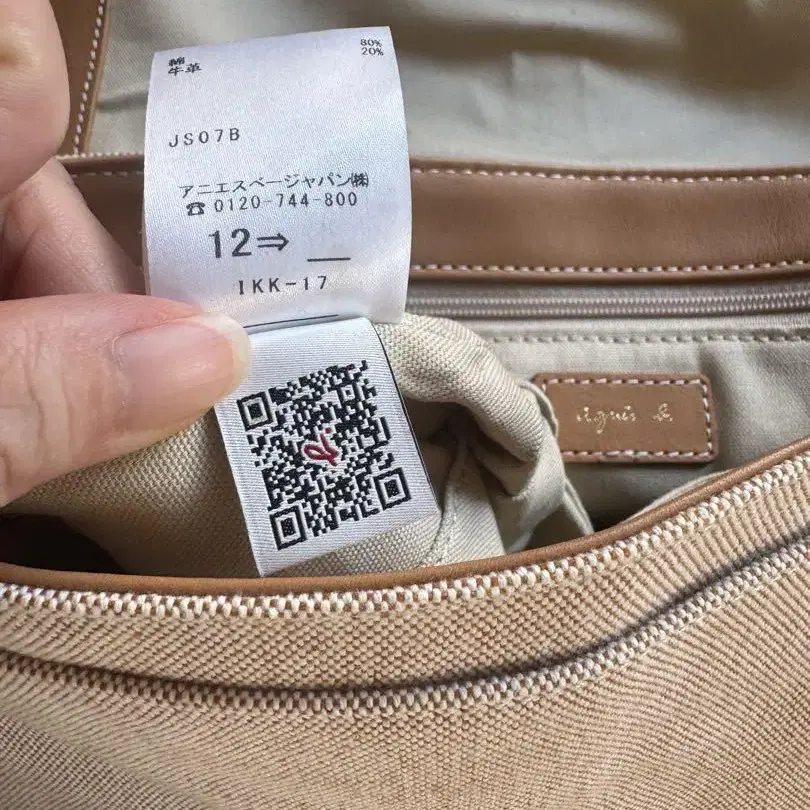 綿 80%
牛革 20%
JS07B
アニエスベージャパン㈱
☎ 0120-744-800
12⇒ __
IKK-17
b.
agnès b.